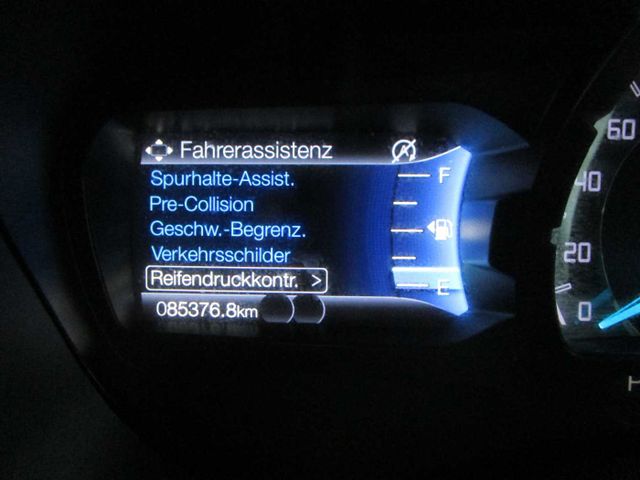 Fahrerassistenz
Spurhalte-Assist.
Pre-Collision
Geschw.-Begrenz.
Verkehrsschilder
Reifendruckkontr. >
085376.8km
F
E
60
40
20
0